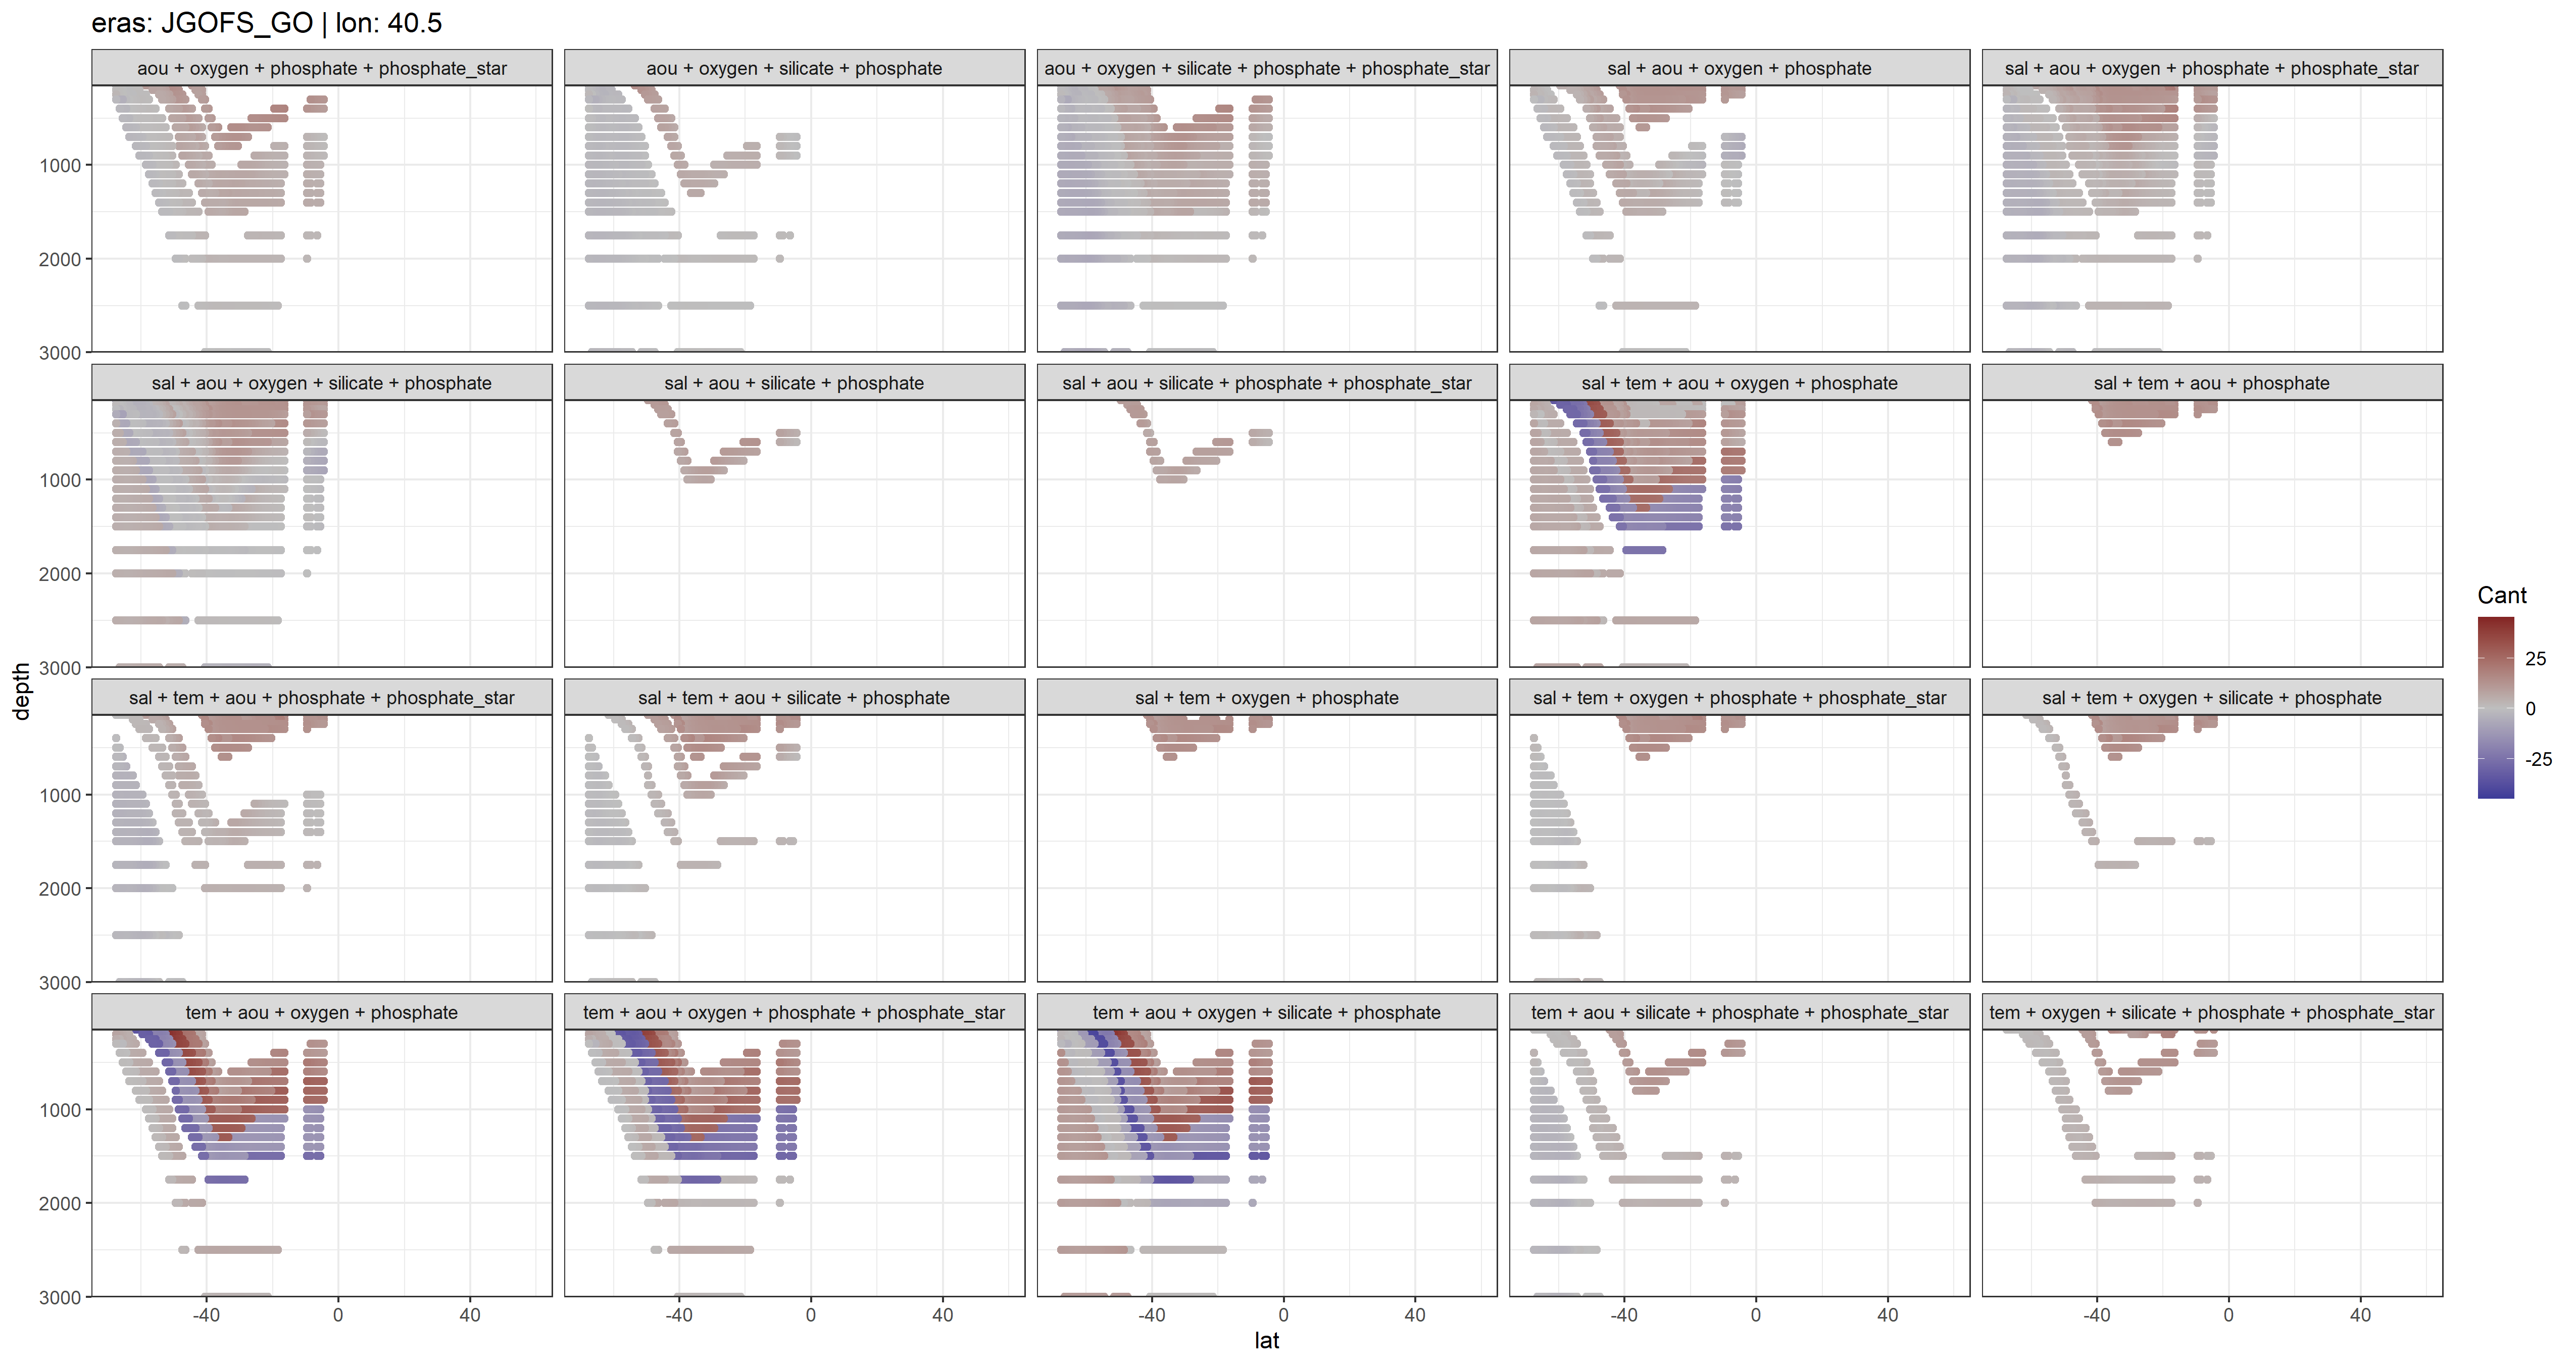 eras: JGOFS_GO | lon: 40.5
aou + oxygen + phosphate + phosphate_star
aou + oxygen + silicate + phosphate
aou + oxygen + silicate + phosphate + phosphate_star
sal + aou + oxygen + phosphate
sal + aou + oxygen + phosphate + phosphate_star
1000
2000
3000
sal + aou + oxygen + silicate + phosphate
sal + aou + silicate + phosphate
sal + aou + silicate + phosphate + phosphate_star
sal + tem + aou + oxygen + phosphate
sal + tem + aou + phosphate
1000
2000
3000
depth
sal + tem + aou + phosphate + phosphate_star
sal + tem + aou + silicate + phosphate
sal + tem + oxygen + phosphate
sal + tem + oxygen + phosphate + phosphate_star
sal + tem + oxygen + silicate + phosphate
1000
2000
3000
tem + aou + oxygen + phosphate
tem + aou + oxygen + phosphate + phosphate_star
tem + aou + oxygen + silicate + phosphate
tem + aou + silicate + phosphate + phosphate_star
tem + oxygen + silicate + phosphate + phosphate_star
1000
2000
3000
-40 0 40
-40 0 40
-40 0 40
-40 0 40
-40 0 40
lat
Cant
25
0
-25